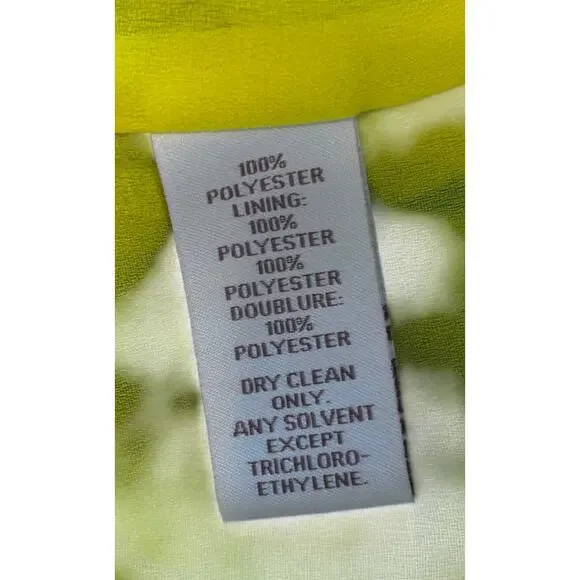 100%
POLYESTER
LINING:
100%
POLYESTER
100%
POLYESTER
DOUBLURE:
100%
POLYESTER
DRY CLEAN
ONLY.
ANY SOLVENT
EXCEPT
TRICHLORO-
ETHYLENE.